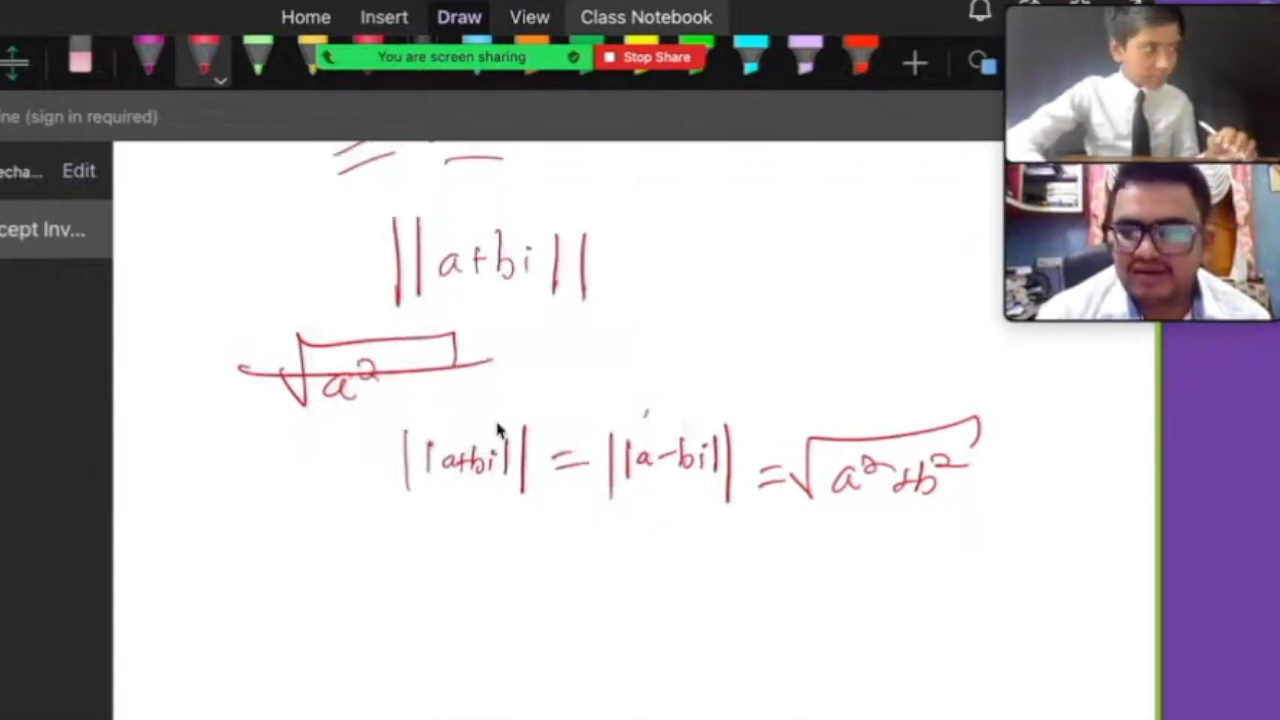 Home Insert Draw View Class Notebook
You are screen sharing Stop Share
ine (sign in required)
echa... Edit
cept Inv...
||a+bi||
√a²
||a+bi|| = ||a-bi|| = √a²+b²